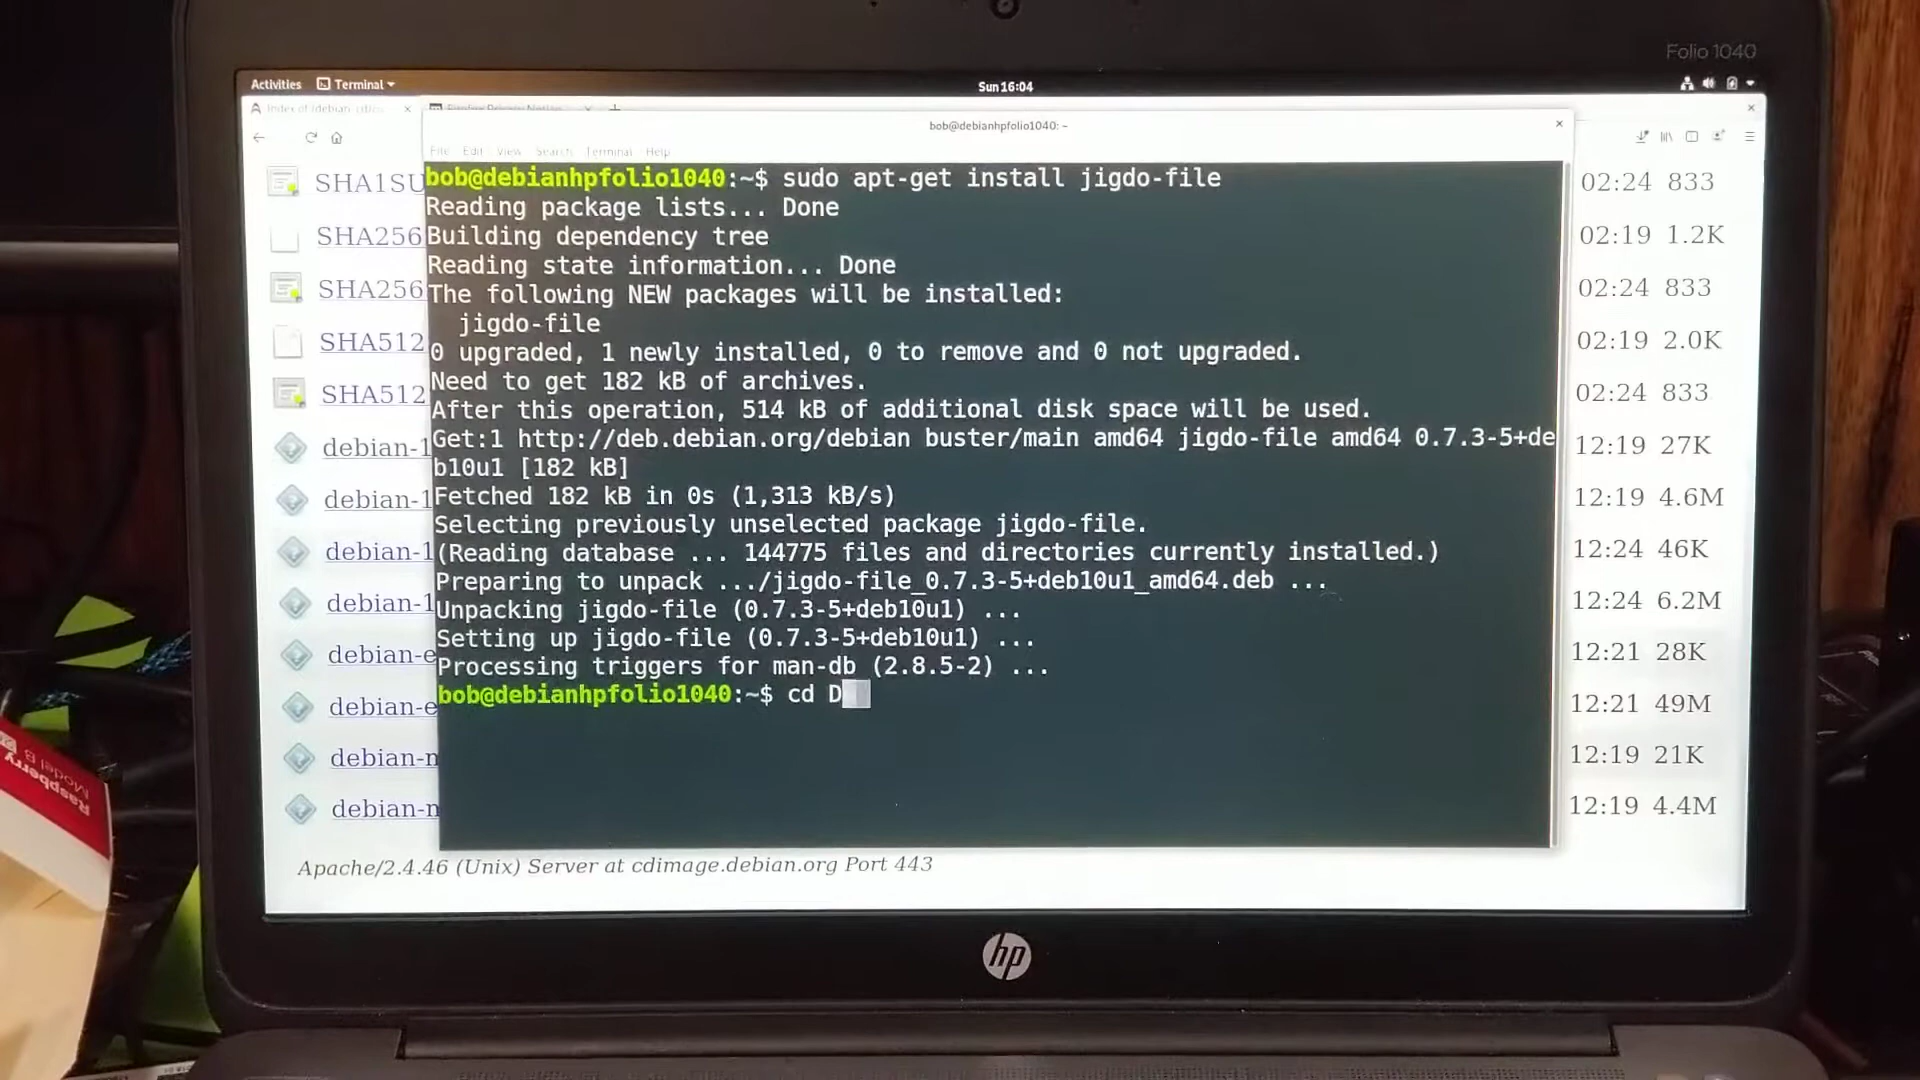 Folio 1040
Activities Terminal
Sun 16:04
Index of /debian-cdim
Firefox Privacy Notice
bob@debianhpfolio1040: ~
File Edit View Search Terminal Help
SHA1SU 02:24 833
SHA256 02:19 1.2K
SHA256 02:24 833
SHA512 02:19 2.0K
SHA512 02:24 833
debian-1 12:19 27K
debian-1 12:19 4.6M
debian-1 12:24 46K
debian-1 12:24 6.2M
debian-e 12:21 28K
debian-e 12:21 49M
debian-m 12:19 21K
debian-m 12:19 4.4M
bob@debianhpfolio1040:~$ sudo apt-get install jigdo-file
Reading package lists... Done
Building dependency tree
Reading state information... Done
The following NEW packages will be installed:
jigdo-file
0 upgraded, 1 newly installed, 0 to remove and 0 not upgraded.
Need to get 182 kB of archives.
After this operation, 514 kB of additional disk space will be used.
Get:1 http://deb.debian.org/debian buster/main amd64 jigdo-file amd64 0.7.3-5+de
b10u1 [182 kB]
Fetched 182 kB in 0s (1,313 kB/s)
Selecting previously unselected package jigdo-file.
(Reading database ... 144775 files and directories currently installed.)
Preparing to unpack .../jigdo-file_0.7.3-5+deb10u1_amd64.deb ...
Unpacking jigdo-file (0.7.3-5+deb10u1) ...
Setting up jigdo-file (0.7.3-5+deb10u1) ...
Processing triggers for man-db (2.8.5-2) ...
bob@debianhpfolio1040:~$ cd D
Apache/2.4.46 (Unix) Server at cdimage.debian.org Port 443
hp
Raspberry
Model B